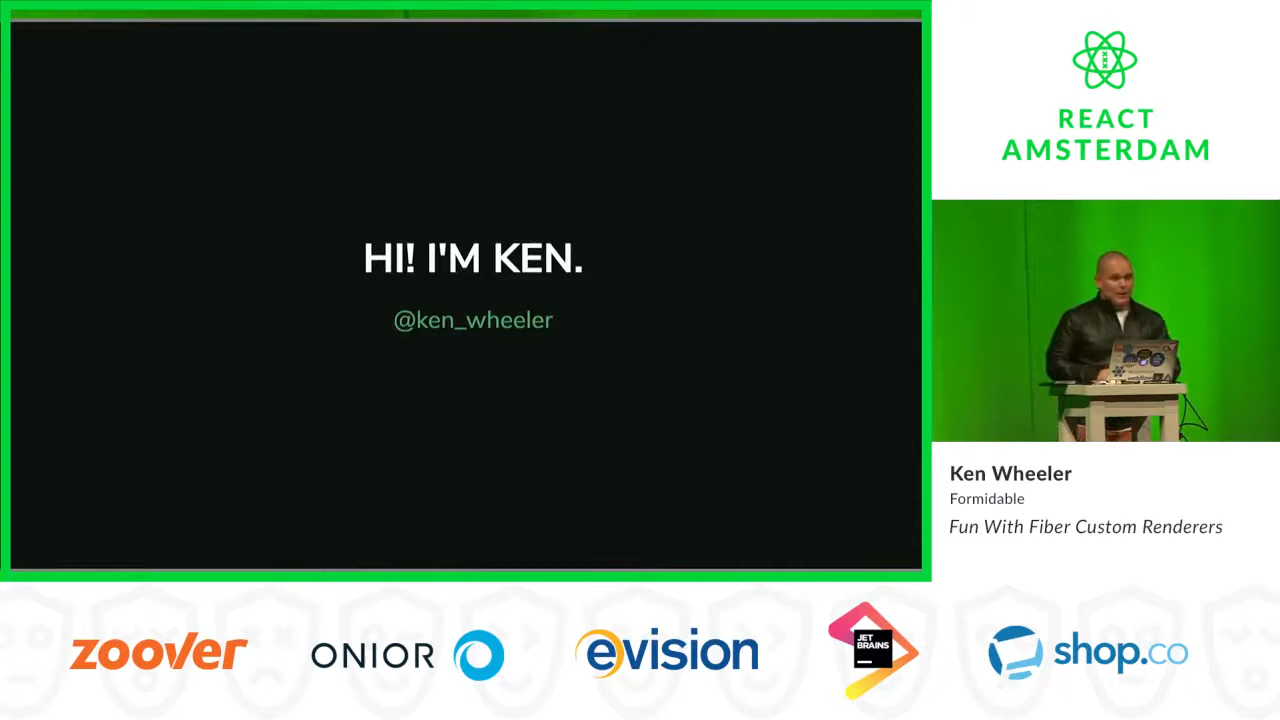 HI! I'M KEN.
@ken_wheeler
REACT
AMSTERDAM
Ken Wheeler
Formidable
Fun With Fiber Custom Renderers
zoover
ONIOR
evision
JET
BRAINS
shop.co